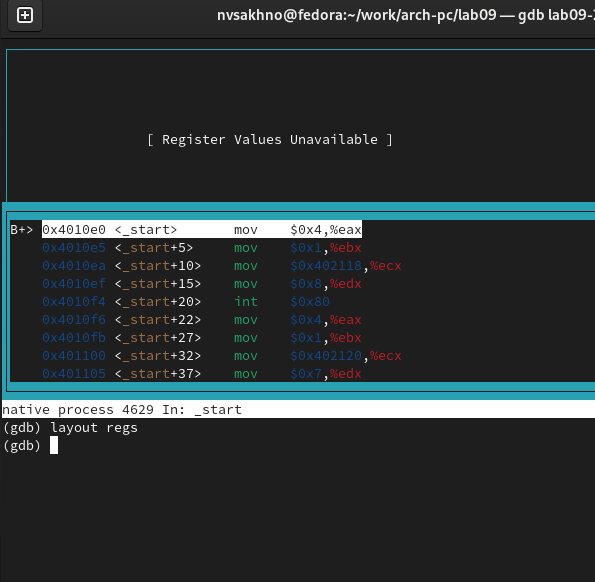 nvsakhno@fedora:~/work/arch-pc/lab09 — gdb lab09-
[ Register Values Unavailable ]
B+> 0x4010e0 <_start> mov $0x4,%eax
0x4010e5 <_start+5> mov $0x1,%ebx
0x4010ea <_start+10> mov $0x402118,%ecx
0x4010ef <_start+15> mov $0x8,%edx
0x4010f4 <_start+20> int $0x80
0x4010f6 <_start+22> mov $0x4,%eax
0x4010fb <_start+27> mov $0x1,%ebx
0x401100 <_start+32> mov $0x402120,%ecx
0x401105 <_start+37> mov $0x7,%edx
native process 4629 In: _start
(gdb) layout regs
(gdb)